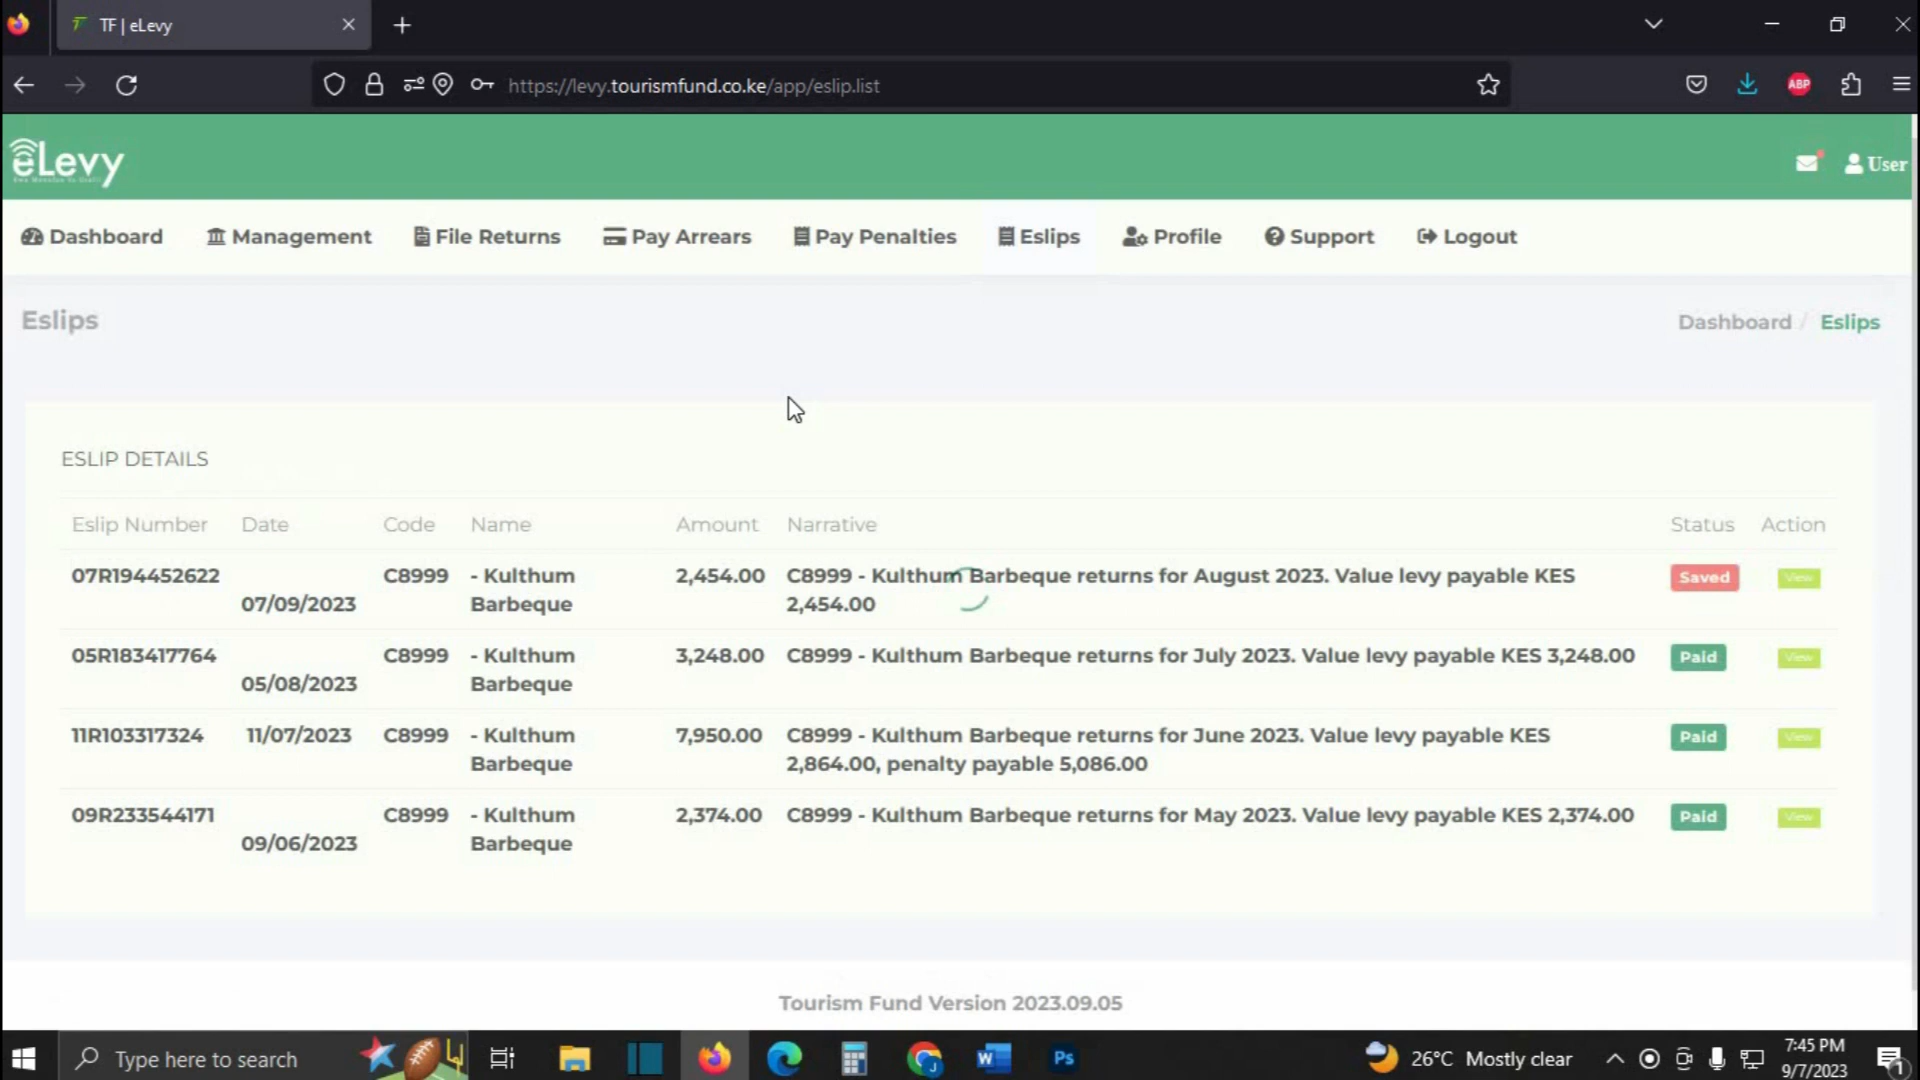 TF | eLevy
https://levy.tourismfund.co.ke/app/eslip.list
ABP
eLevy
User
Dashboard Management File Returns Pay Arrears Pay Penalties Eslips Profile Support Logout
Eslips
Dashboard / Eslips
ESLIP DETAILS
Eslip Number Date Code Name Amount Narrative Status Action
07R194452622 C8999 - Kulthum 2,454.00 C8999 - Kulthum Barbeque returns for August 2023. Value levy payable KES Saved View
07/09/2023 Barbeque 2,454.00
05R183417764 C8999 - Kulthum 3,248.00 C8999 - Kulthum Barbeque returns for July 2023. Value levy payable KES 3,248.00 Paid View
05/08/2023 Barbeque
11R103317324 11/07/2023 C8999 - Kulthum 7,950.00 C8999 - Kulthum Barbeque returns for June 2023. Value levy payable KES Paid View
Barbeque 2,864.00, penalty payable 5,086.00
09R233544171 C8999 - Kulthum 2,374.00 C8999 - Kulthum Barbeque returns for May 2023. Value levy payable KES 2,374.00 Paid View
09/06/2023 Barbeque
Tourism Fund Version 2023.09.05
Type here to search
W
J
Ps
26°C Mostly clear
7:45 PM
9/7/2023
1